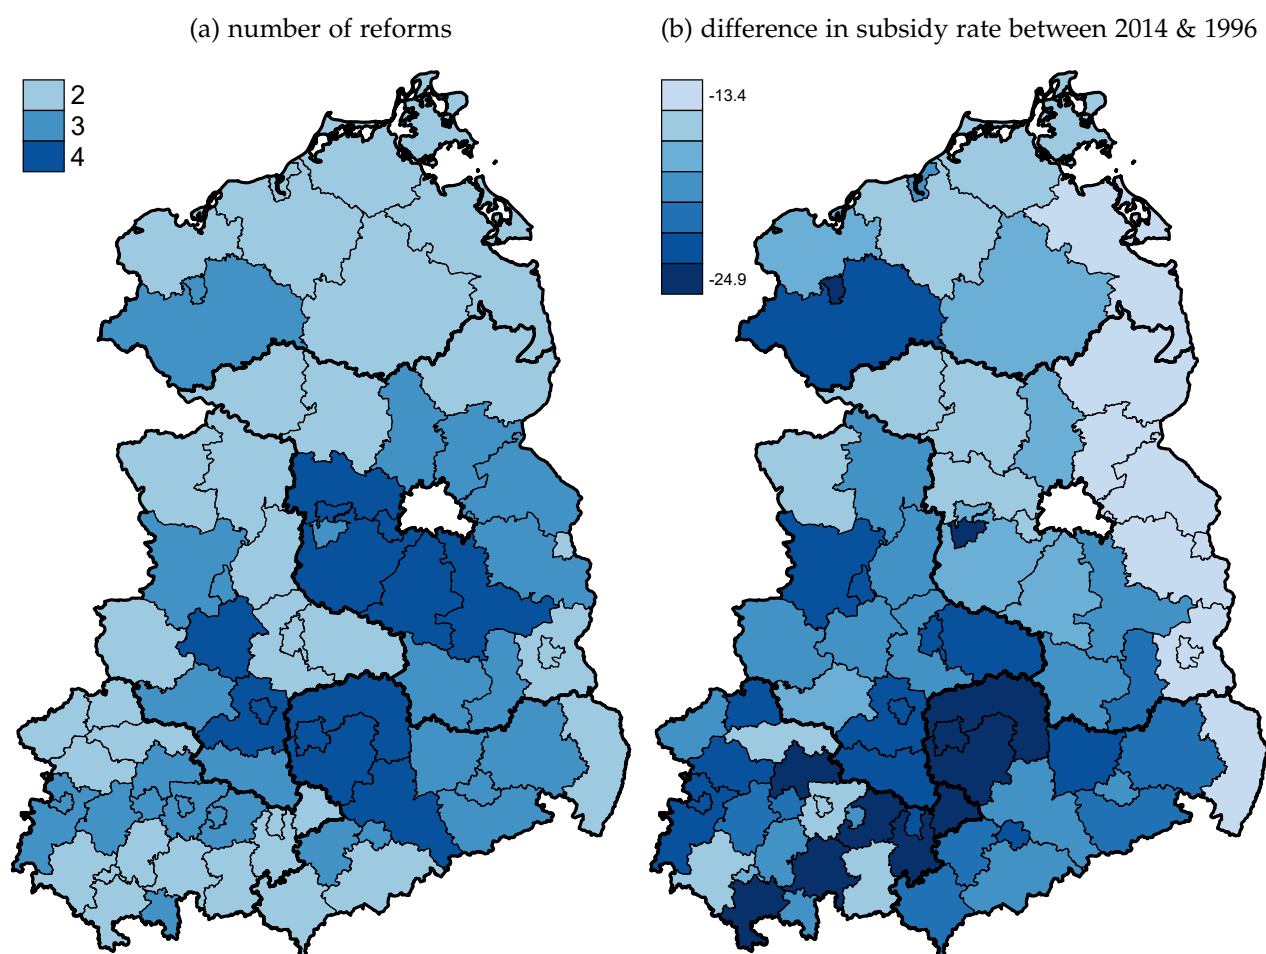 (a) number of reforms
(b) difference in subsidy rate between 2014 & 1996
2
3
4
-13.4
-24.9